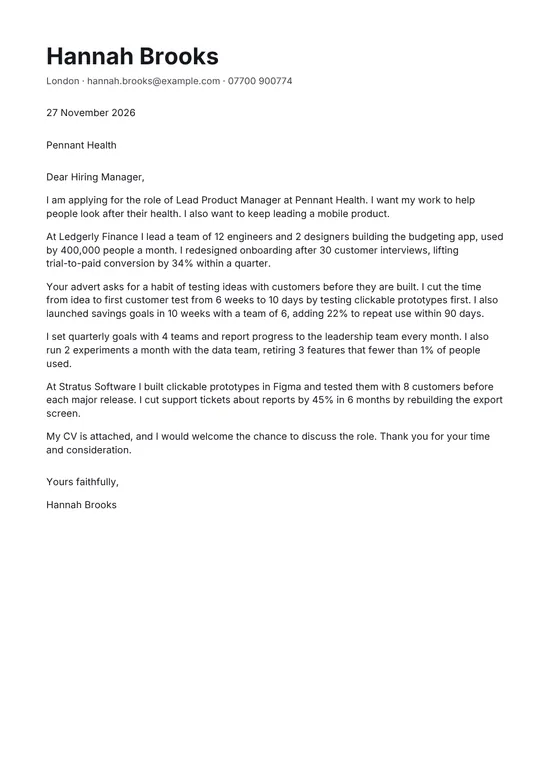 Hannah Brooks
London · hannah.brooks@example.com · 07700 900774
27 November 2026
Pennant Health
Dear Hiring Manager,
I am applying for the role of Lead Product Manager at Pennant Health. I want my work to help
people look after their health. I also want to keep leading a mobile product.
At Ledgerly Finance I lead a team of 12 engineers and 2 designers building the budgeting app, used
by 400,000 people a month. I redesigned onboarding after 30 customer interviews, lifting
trial-to-paid conversion by 34% within a quarter.
Your advert asks for a habit of testing ideas with customers before they are built. I cut the time
from idea to first customer test from 6 weeks to 10 days by testing clickable prototypes first. I also
launched savings goals in 10 weeks with a team of 6, adding 22% to repeat use within 90 days.
I set quarterly goals with 4 teams and report progress to the leadership team every month. I also
run 2 experiments a month with the data team, retiring 3 features that fewer than 1% of people
used.
At Stratus Software I built clickable prototypes in Figma and tested them with 8 customers before
each major release. I cut support tickets about reports by 45% in 6 months by rebuilding the export
screen.
My CV is attached, and I would welcome the chance to discuss the role. Thank you for your time
and consideration.
Yours faithfully,
Hannah Brooks